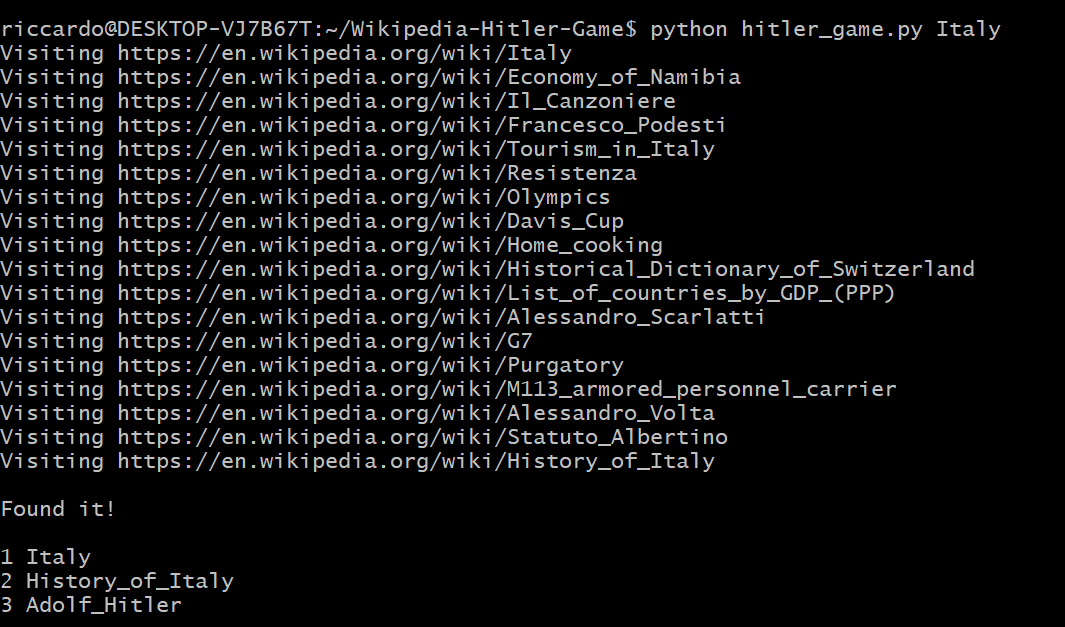 riccardo@DESKTOP-VJ7B67T:~/Wikipedia-Hitler-Game$ python hitler_game.py Italy
Visiting https://en.wikipedia.org/wiki/Italy
Visiting https://en.wikipedia.org/wiki/Economy_of_Namibia
Visiting https://en.wikipedia.org/wiki/Il_Canzoniere
Visiting https://en.wikipedia.org/wiki/Francesco_Podesti
Visiting https://en.wikipedia.org/wiki/Tourism_in_Italy
Visiting https://en.wikipedia.org/wiki/Resistenza
Visiting https://en.wikipedia.org/wiki/Olympics
Visiting https://en.wikipedia.org/wiki/Davis_Cup
Visiting https://en.wikipedia.org/wiki/Home_cooking
Visiting https://en.wikipedia.org/wiki/Historical_Dictionary_of_Switzerland
Visiting https://en.wikipedia.org/wiki/List_of_countries_by_GDP_(PPP)
Visiting https://en.wikipedia.org/wiki/Alessandro_Scarlatti
Visiting https://en.wikipedia.org/wiki/G7
Visiting https://en.wikipedia.org/wiki/Purgatory
Visiting https://en.wikipedia.org/wiki/M113_armored_personnel_carrier
Visiting https://en.wikipedia.org/wiki/Alessandro_Volta
Visiting https://en.wikipedia.org/wiki/Statuto_Albertino
Visiting https://en.wikipedia.org/wiki/History_of_Italy
Found it!
1 Italy
2 History_of_Italy
3 Adolf_Hitler